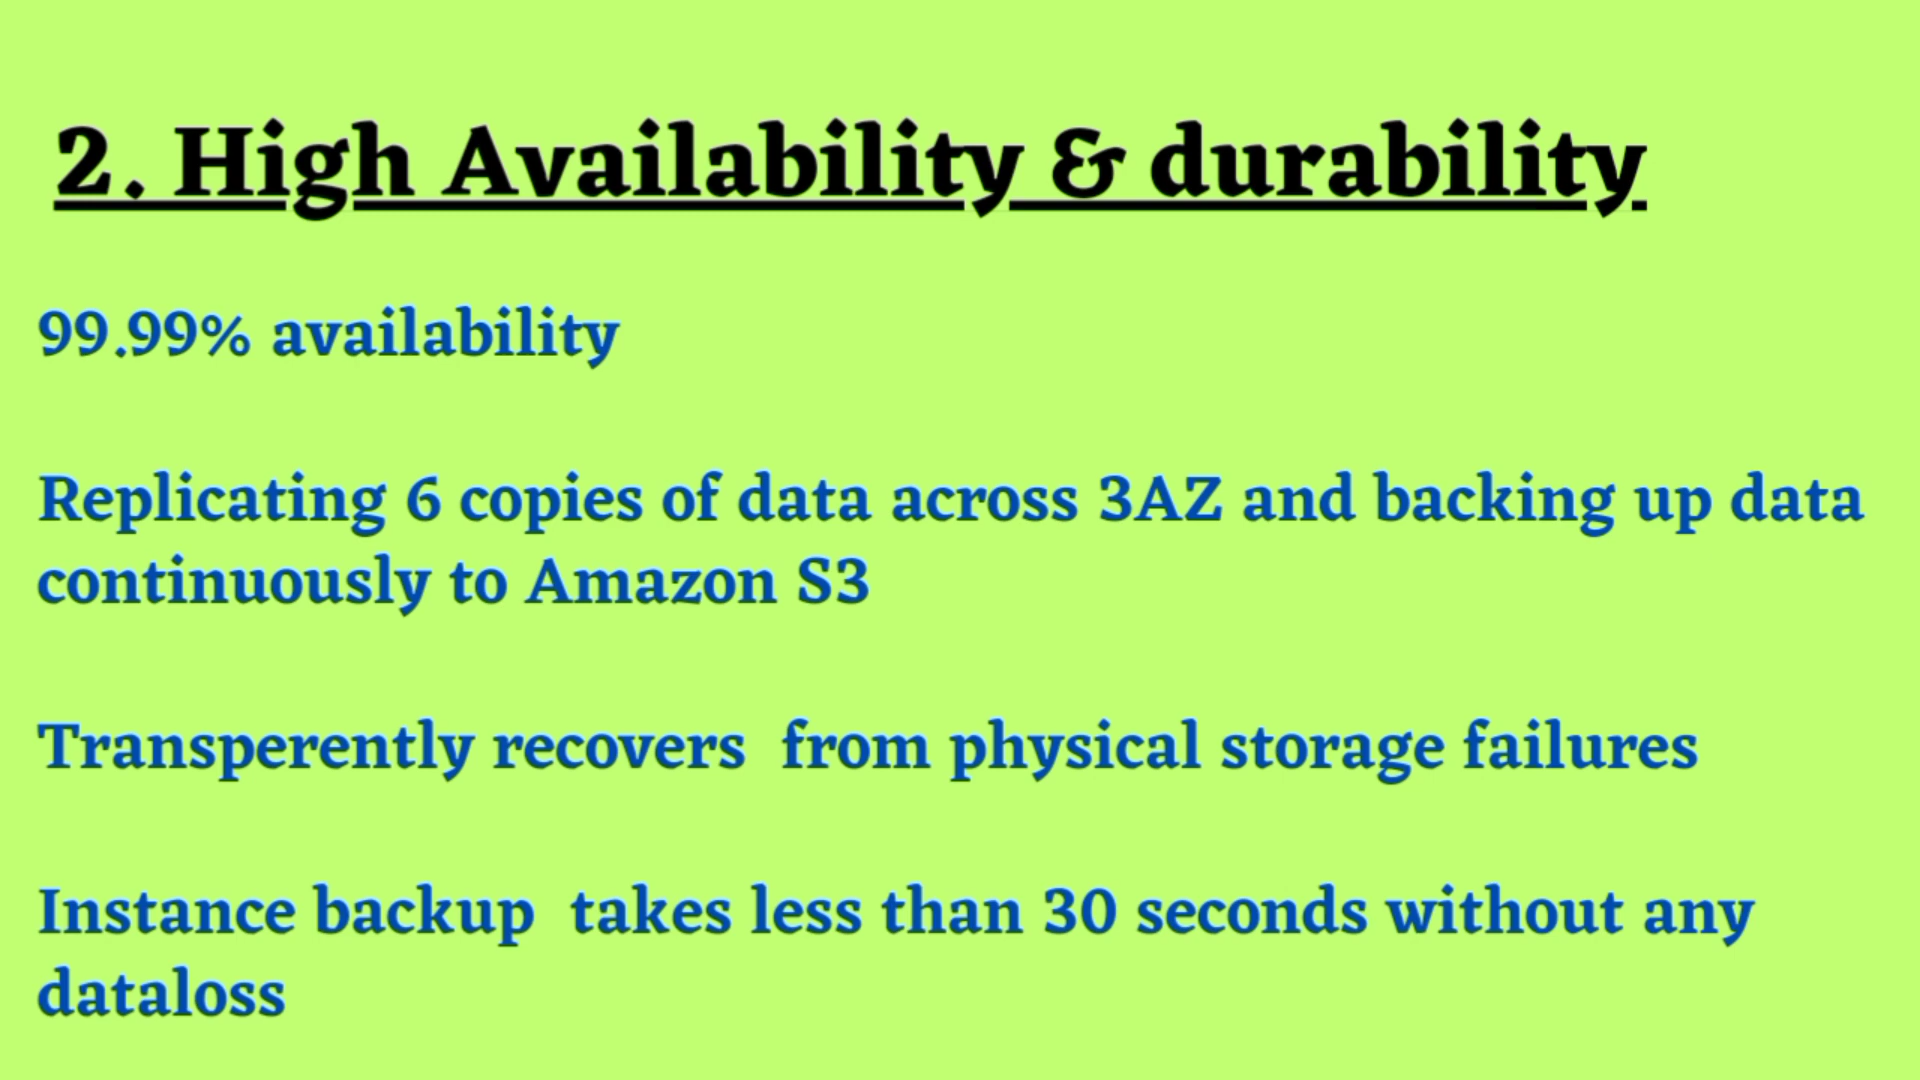 2. High Availability & durability
99.99% availability
Replicating 6 copies of data across 3AZ and backing up data
continuously to Amazon S3
Transperently recovers  from physical storage failures
Instance backup  takes less than 30 seconds without any
dataloss